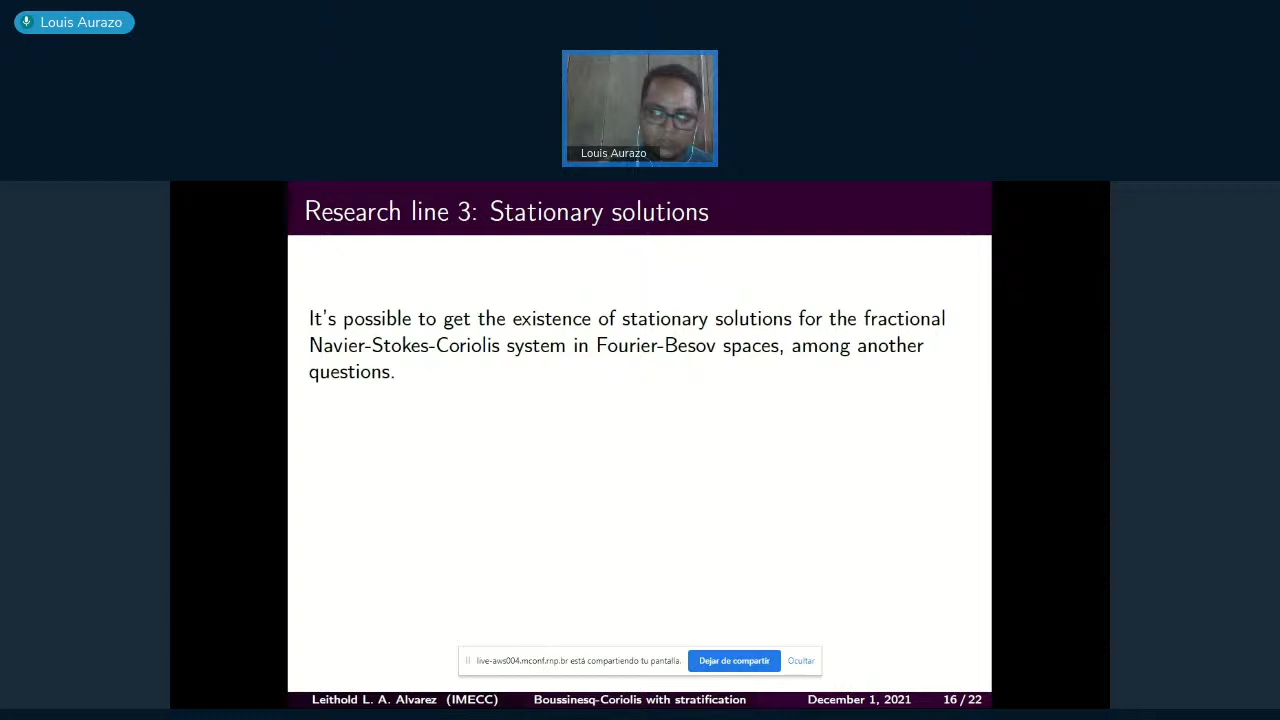 Louis Aurazo
Louis Aurazo
Research line 3: Stationary solutions
It's possible to get the existence of stationary solutions for the fractional
Navier-Stokes-Coriolis system in Fourier-Besov spaces, among another
questions.
live-aws004.mconf.rnp.br está compartiendo tu pantalla. Dejar de compartir Ocultar
Leithold L. A. Alvarez (IMECC) Boussinesq-Coriolis with stratification December 1, 2021 16 / 22